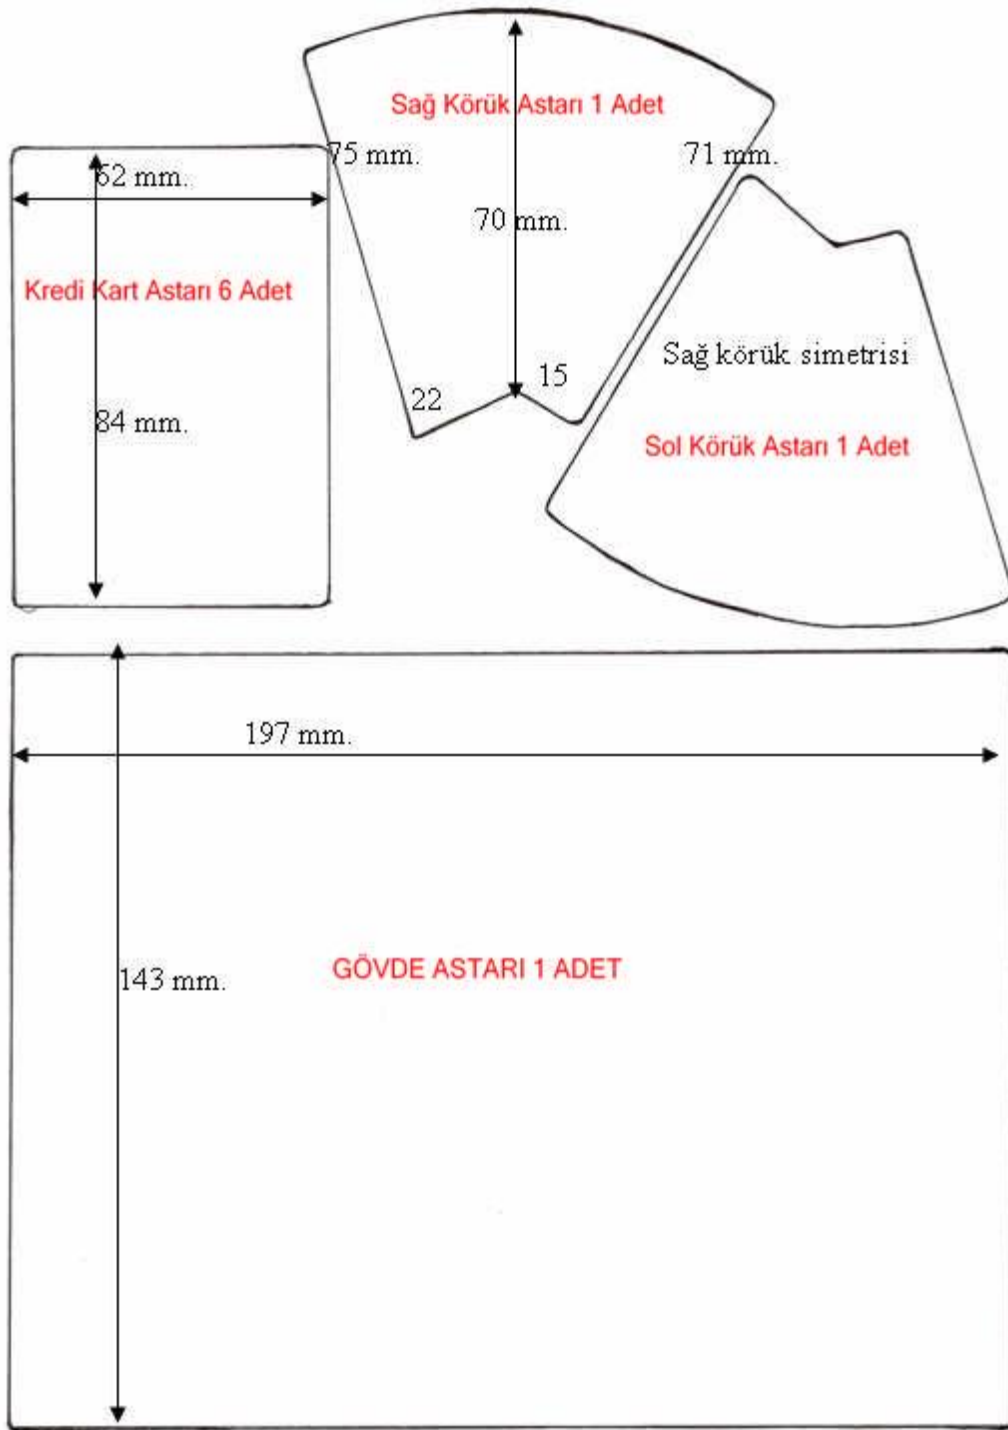 Sağ Körük Astarı 1 Adet
75 mm.
71 mm.
62 mm.
70 mm.
Kredi Kart Astarı 6 Adet
15
22
84 mm.
Sağ körük simetrisi
Sol Körük Astarı 1 Adet
197 mm.
143 mm.
GÖVDE ASTARI 1 ADET